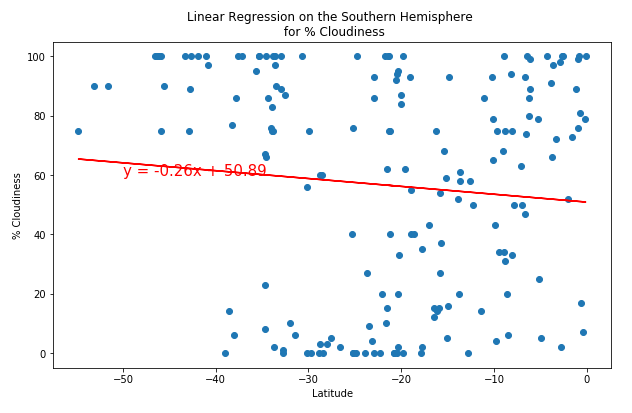 Linear Regression on the Southern Hemisphere
for % Cloudiness
100
80
60
40
20
0
% Cloudiness
y = -0.26x + 50.89
−50
−40
−30
−20
−10
0
Latitude